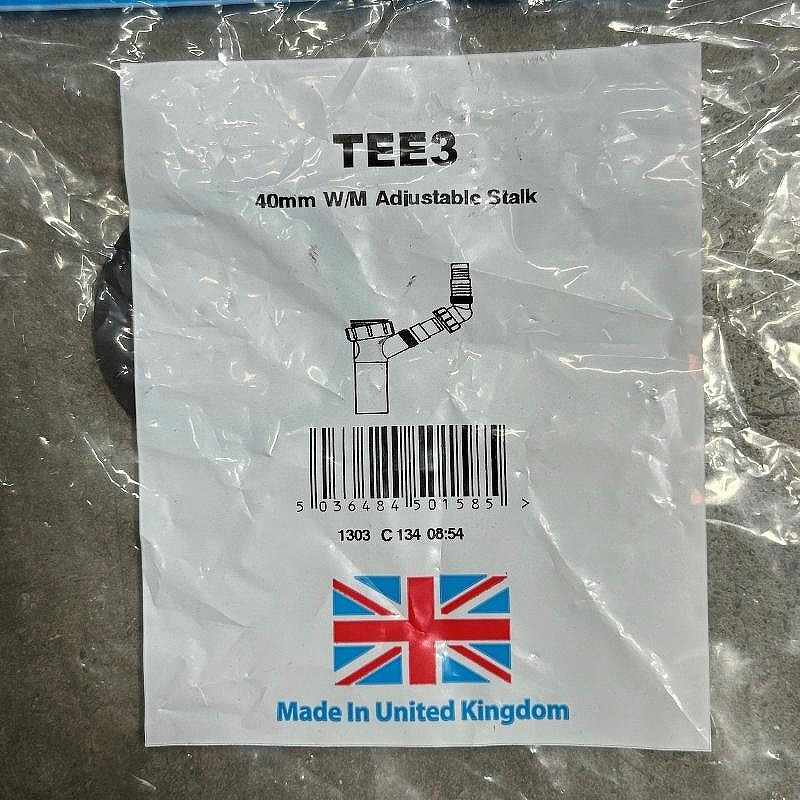 TEE3
40mm W/M Adjustable Stalk
5 036484 501585 >
1303 C 134 08:54
Made In United Kingdom